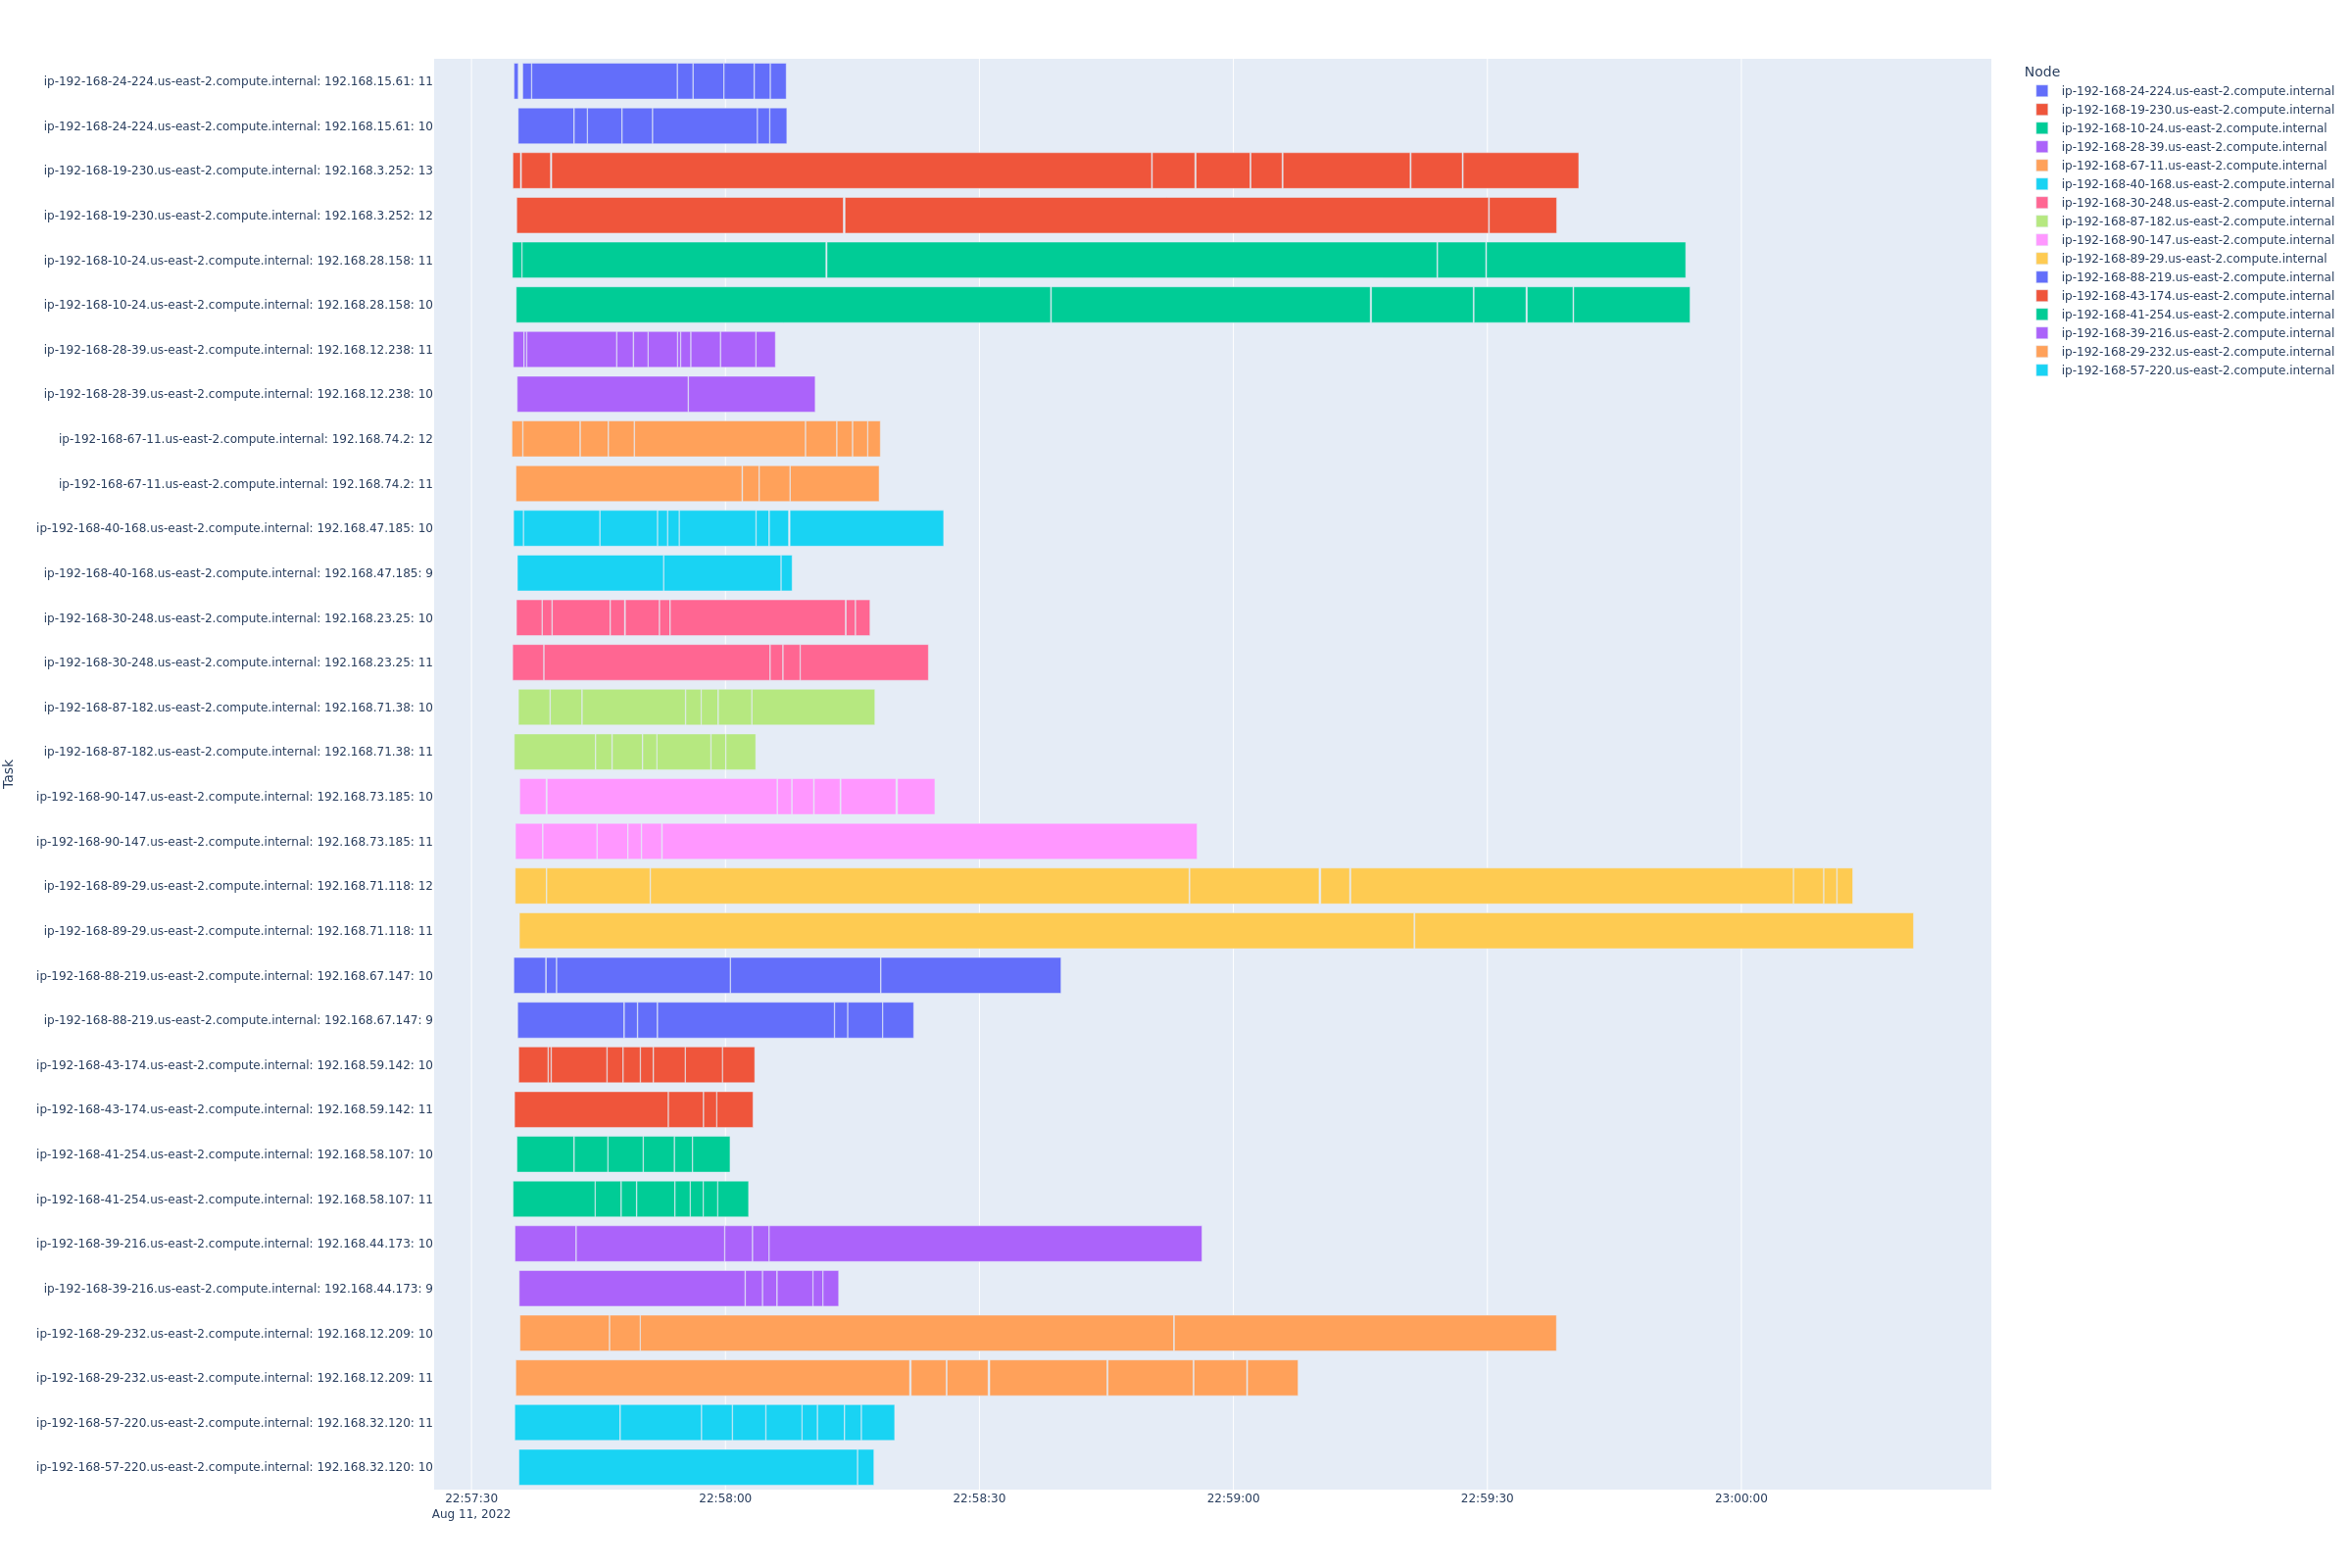 ip-192-168-24-224.us-east-2.compute.internal: 192.168.15.61: 11
ip-192-168-24-224.us-east-2.compute.internal: 192.168.15.61: 10
ip-192-168-19-230.us-east-2.compute.internal: 192.168.3.252: 13
ip-192-168-19-230.us-east-2.compute.internal: 192.168.3.252: 12
ip-192-168-10-24.us-east-2.compute.internal: 192.168.28.158: 11
ip-192-168-10-24.us-east-2.compute.internal: 192.168.28.158: 10
ip-192-168-28-39.us-east-2.compute.internal: 192.168.12.238: 11
ip-192-168-28-39.us-east-2.compute.internal: 192.168.12.238: 10
ip-192-168-67-11.us-east-2.compute.internal: 192.168.74.2: 12
ip-192-168-67-11.us-east-2.compute.internal: 192.168.74.2: 11
ip-192-168-40-168.us-east-2.compute.internal: 192.168.47.185: 10
ip-192-168-40-168.us-east-2.compute.internal: 192.168.47.185: 9
ip-192-168-30-248.us-east-2.compute.internal: 192.168.23.25: 10
ip-192-168-30-248.us-east-2.compute.internal: 192.168.23.25: 11
ip-192-168-87-182.us-east-2.compute.internal: 192.168.71.38: 10
ip-192-168-87-182.us-east-2.compute.internal: 192.168.71.38: 11
ip-192-168-90-147.us-east-2.compute.internal: 192.168.73.185: 10
ip-192-168-90-147.us-east-2.compute.internal: 192.168.73.185: 11
ip-192-168-89-29.us-east-2.compute.internal: 192.168.71.118: 12
ip-192-168-89-29.us-east-2.compute.internal: 192.168.71.118: 11
ip-192-168-88-219.us-east-2.compute.internal: 192.168.67.147: 10
ip-192-168-88-219.us-east-2.compute.internal: 192.168.67.147: 9
ip-192-168-43-174.us-east-2.compute.internal: 192.168.59.142: 10
ip-192-168-43-174.us-east-2.compute.internal: 192.168.59.142: 11
ip-192-168-41-254.us-east-2.compute.internal: 192.168.58.107: 10
ip-192-168-41-254.us-east-2.compute.internal: 192.168.58.107: 11
ip-192-168-39-216.us-east-2.compute.internal: 192.168.44.173: 10
ip-192-168-39-216.us-east-2.compute.internal: 192.168.44.173: 9
ip-192-168-29-232.us-east-2.compute.internal: 192.168.12.209: 10
ip-192-168-29-232.us-east-2.compute.internal: 192.168.12.209: 11
ip-192-168-57-220.us-east-2.compute.internal: 192.168.32.120: 11
ip-192-168-57-220.us-east-2.compute.internal: 192.168.32.120: 10
Task
22:57:30 22:58:00 22:58:30 22:59:00 22:59:30 23:00:00
Aug 11, 2022
Node
ip-192-168-24-224.us-east-2.compute.internal
ip-192-168-19-230.us-east-2.compute.internal
ip-192-168-10-24.us-east-2.compute.internal
ip-192-168-28-39.us-east-2.compute.internal
ip-192-168-67-11.us-east-2.compute.internal
ip-192-168-40-168.us-east-2.compute.internal
ip-192-168-30-248.us-east-2.compute.internal
ip-192-168-87-182.us-east-2.compute.internal
ip-192-168-90-147.us-east-2.compute.internal
ip-192-168-89-29.us-east-2.compute.internal
ip-192-168-88-219.us-east-2.compute.internal
ip-192-168-43-174.us-east-2.compute.internal
ip-192-168-41-254.us-east-2.compute.internal
ip-192-168-39-216.us-east-2.compute.internal
ip-192-168-29-232.us-east-2.compute.internal
ip-192-168-57-220.us-east-2.compute.internal